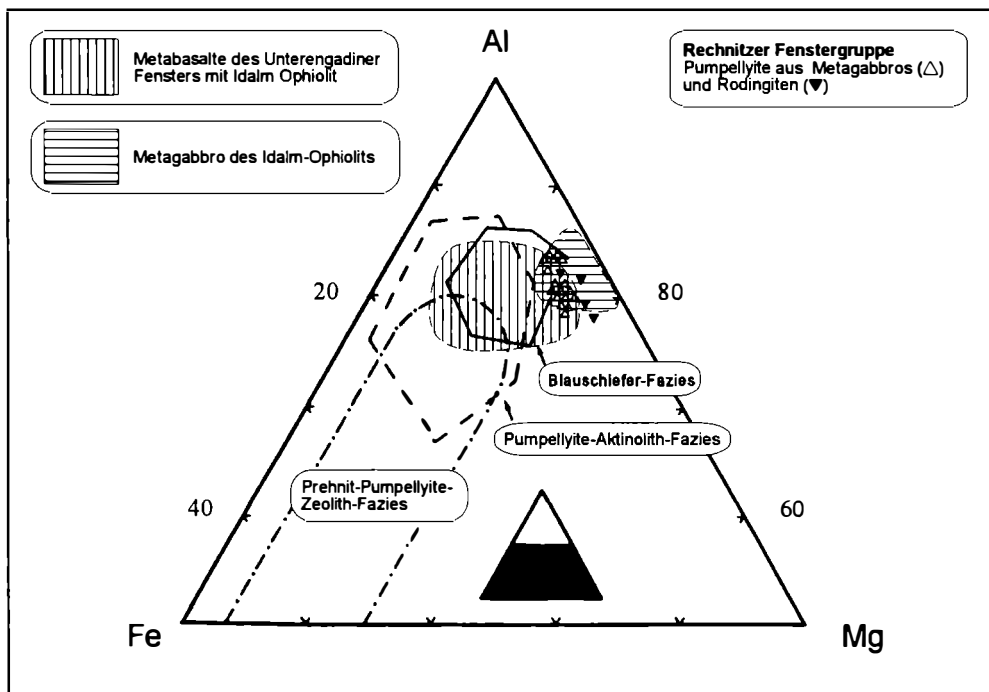 Metabasalte des Unterengadiner
Fensters mit Idalm Ophiolit
Metagabbro des Idalm-Ophiolits
Al
Rechnitzer Fenstergruppe
Pumpellyite aus Metagabbros (△)
und Rodingiten (▼)
20
80
Blauschiefer-Fazies
Pumpellyite-Aktinolith-Fazies
Prehnit-Pumpellyite-
Zeolith-Fazies
40
60
Fe
Mg